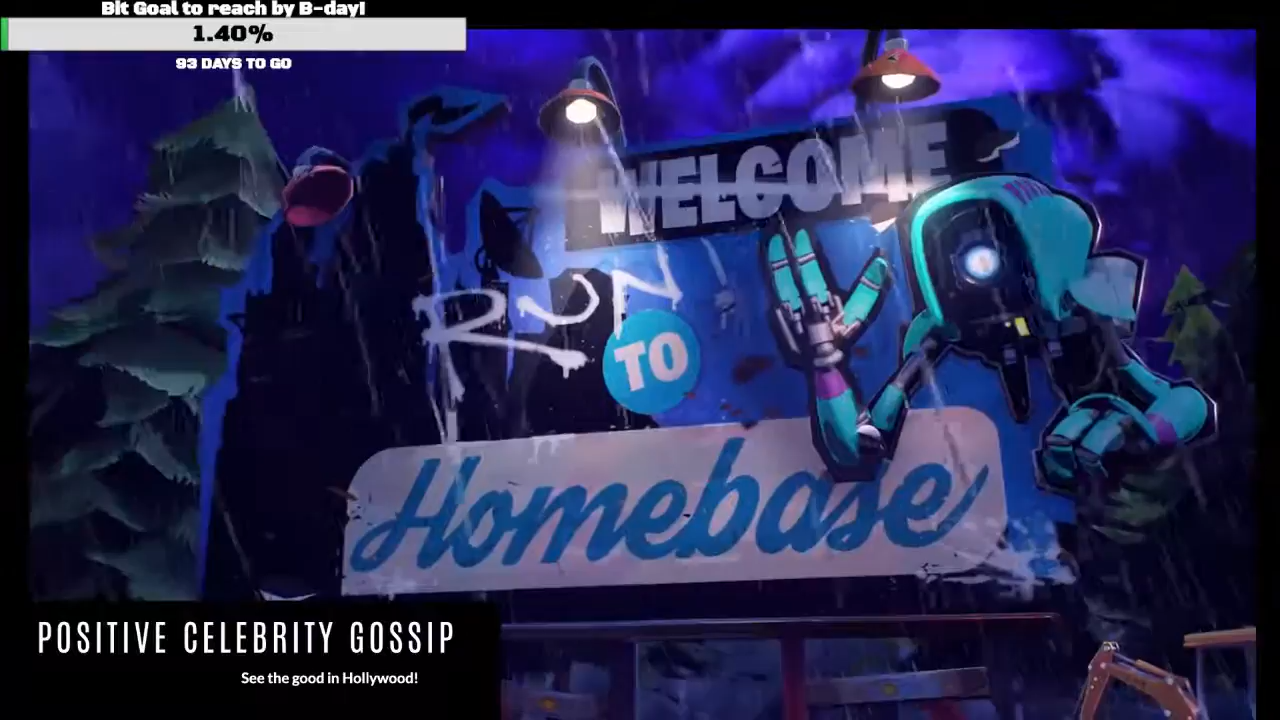 Bit Goal to reach by B-day!
1.40%
93 DAYS TO GO
WELCOME
RUN
TO
Homebase
POSITIVE CELEBRITY GOSSIP
See the good in Hollywood!